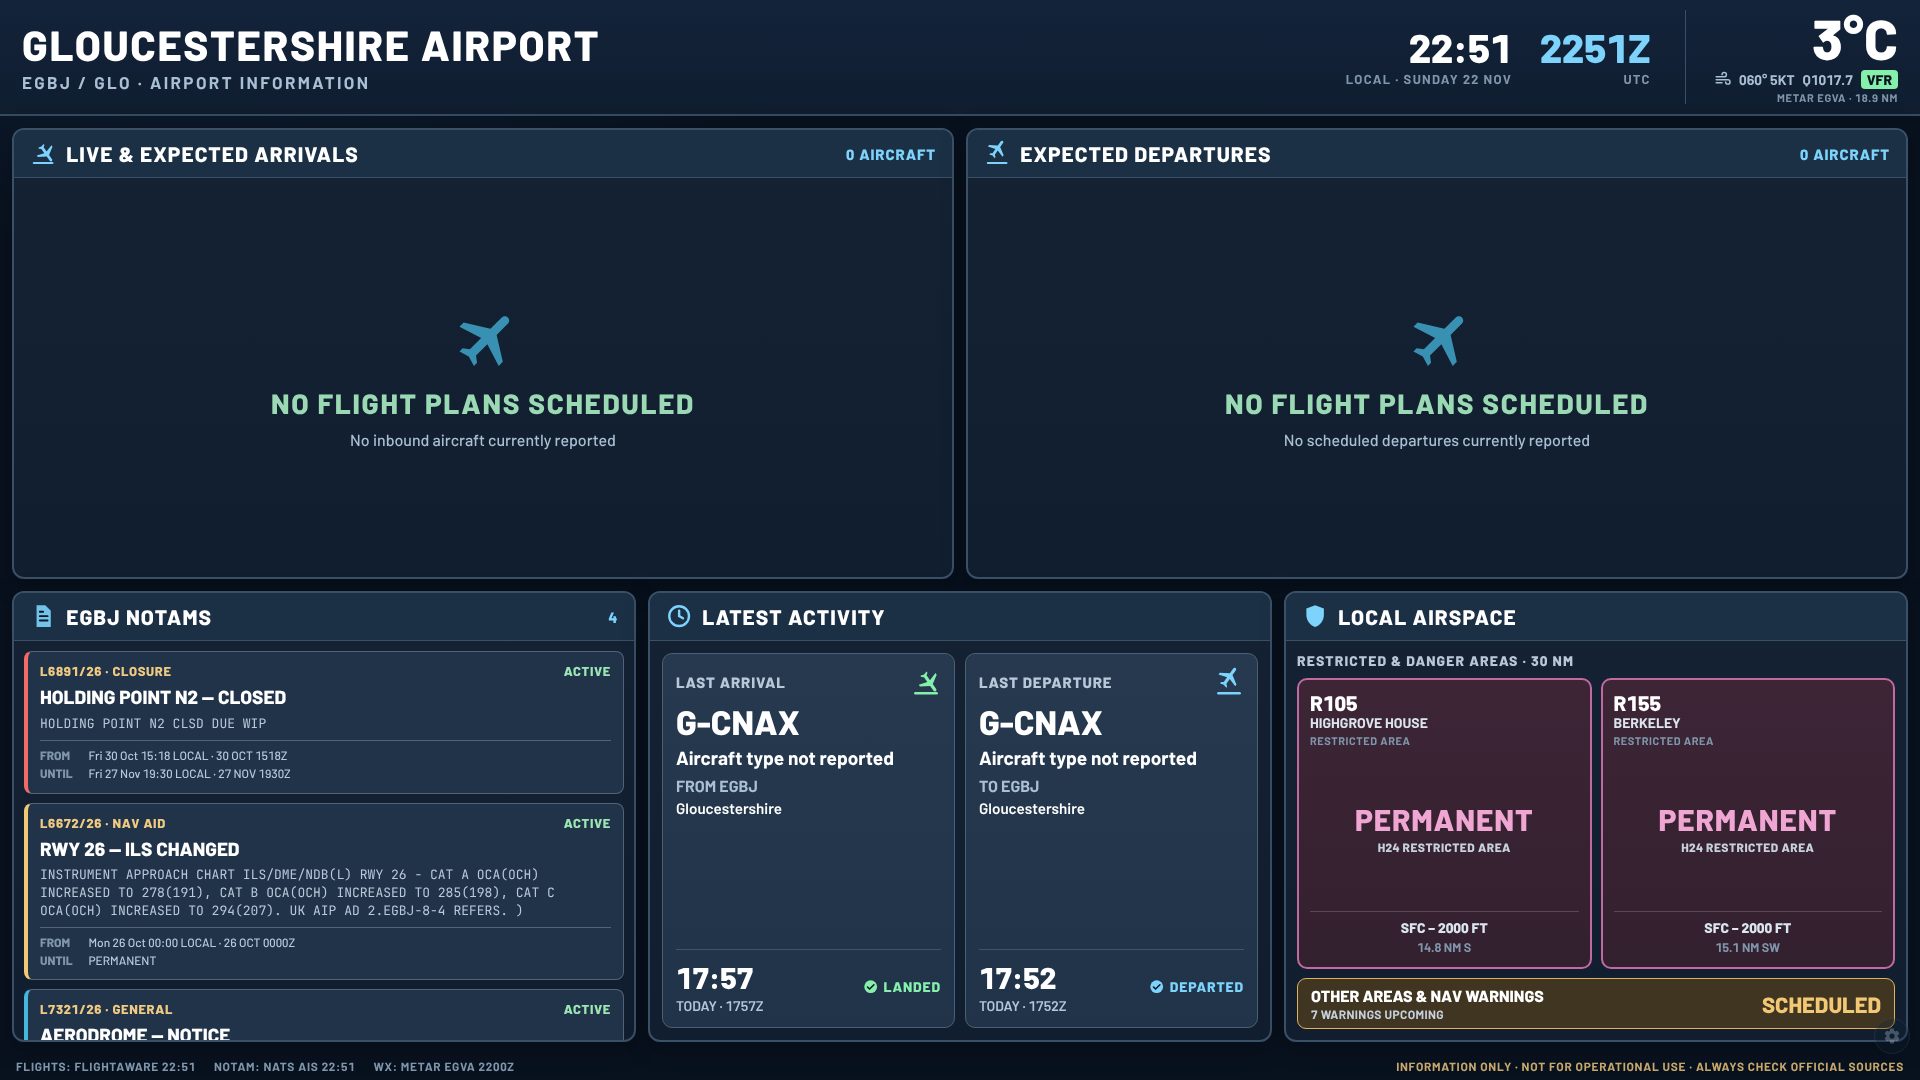 GLOUCESTERSHIRE AIRPORT
EGBJ / GLO · AIRPORT INFORMATION
22:51
LOCAL · SUNDAY 22 NOV
2251Z
UTC
3°C
060° 5KT Q1017.7 VFR
METAR EGVA · 18.9 NM
LIVE & EXPECTED ARRIVALS
0 AIRCRAFT
NO FLIGHT PLANS SCHEDULED
No inbound aircraft currently reported
EXPECTED DEPARTURES
0 AIRCRAFT
NO FLIGHT PLANS SCHEDULED
No scheduled departures currently reported
EGBJ NOTAMS
4
L6891/26 · CLOSURE
ACTIVE
HOLDING POINT N2 – CLOSED
HOLDING POINT N2 CLSD DUE WIP
FROM Fri 30 Oct 15:18 LOCAL · 30 OCT 1518Z
UNTIL Fri 27 Nov 19:30 LOCAL · 27 NOV 1930Z
L6672/26 · NAV AID
ACTIVE
RWY 26 – ILS CHANGED
INSTRUMENT APPROACH CHART ILS/DME/NDB(L) RWY 26 - CAT A OCA(OCH)
INCREASED TO 278(191), CAT B OCA(OCH) INCREASED TO 285(198), CAT C
OCA(OCH) INCREASED TO 294(207). UK AIP AD 2.EGBJ-8-4 REFERS. )
FROM Mon 26 Oct 00:00 LOCAL · 26 OCT 0000Z
UNTIL PERMANENT
L7321/26 · GENERAL
ACTIVE
AERODROME – NOTICE
LATEST ACTIVITY
LAST ARRIVAL
G-CNAX
Aircraft type not reported
FROM EGBJ
Gloucestershire
17:57
TODAY · 1757Z
LANDED
LAST DEPARTURE
G-CNAX
Aircraft type not reported
TO EGBJ
Gloucestershire
17:52
TODAY · 1752Z
DEPARTED
LOCAL AIRSPACE
RESTRICTED & DANGER AREAS · 30 NM
R105
HIGHGROVE HOUSE
RESTRICTED AREA
PERMANENT
H24 RESTRICTED AREA
SFC – 2000 FT
14.8 NM S
R155
BERKELEY
RESTRICTED AREA
PERMANENT
H24 RESTRICTED AREA
SFC – 2000 FT
15.1 NM SW
OTHER AREAS & NAV WARNINGS
7 WARNINGS UPCOMING
SCHEDULED
FLIGHTS: FLIGHTAWARE 22:51 NOTAM: NATS AIS 22:51 WX: METAR EGVA 2200Z
INFORMATION ONLY · NOT FOR OPERATIONAL USE · ALWAYS CHECK OFFICIAL SOURCES